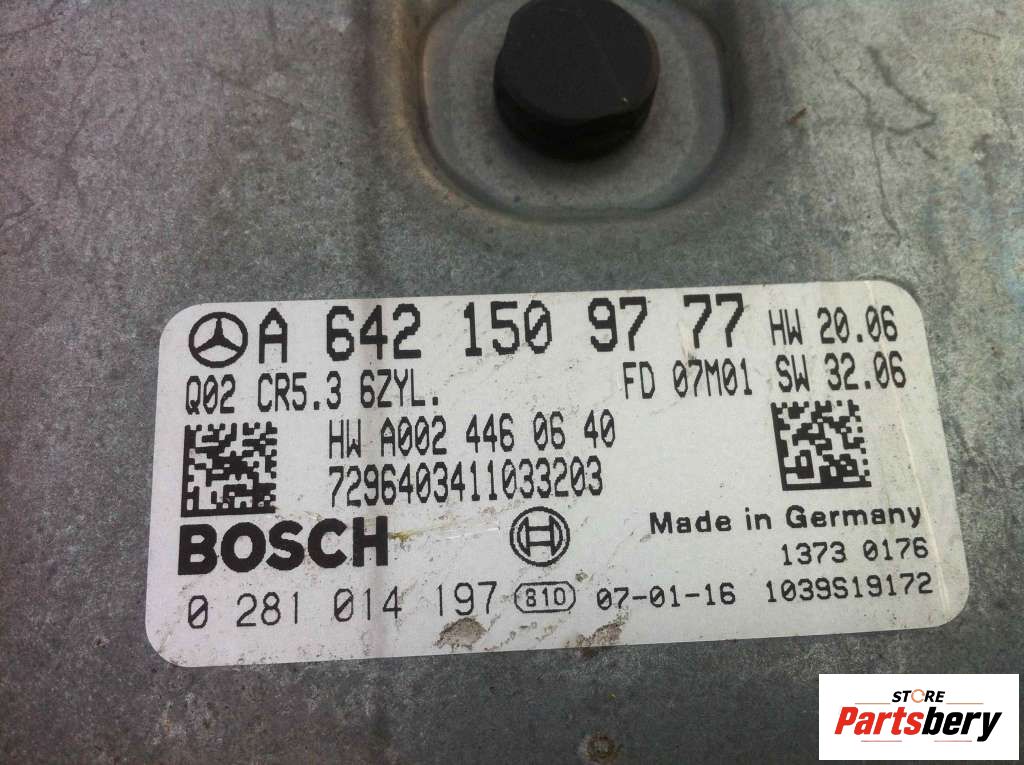 A 642 150 97 77 HW 20.06
Q02 CR5.3 6ZYL. FD 07M01 SW 32.06
HW A002 446 06 40
7296403411033203
BOSCH Made in Germany
1373 0176
0 281 014 197 810 07-01-16 1039S19172
STORE
Partsbery